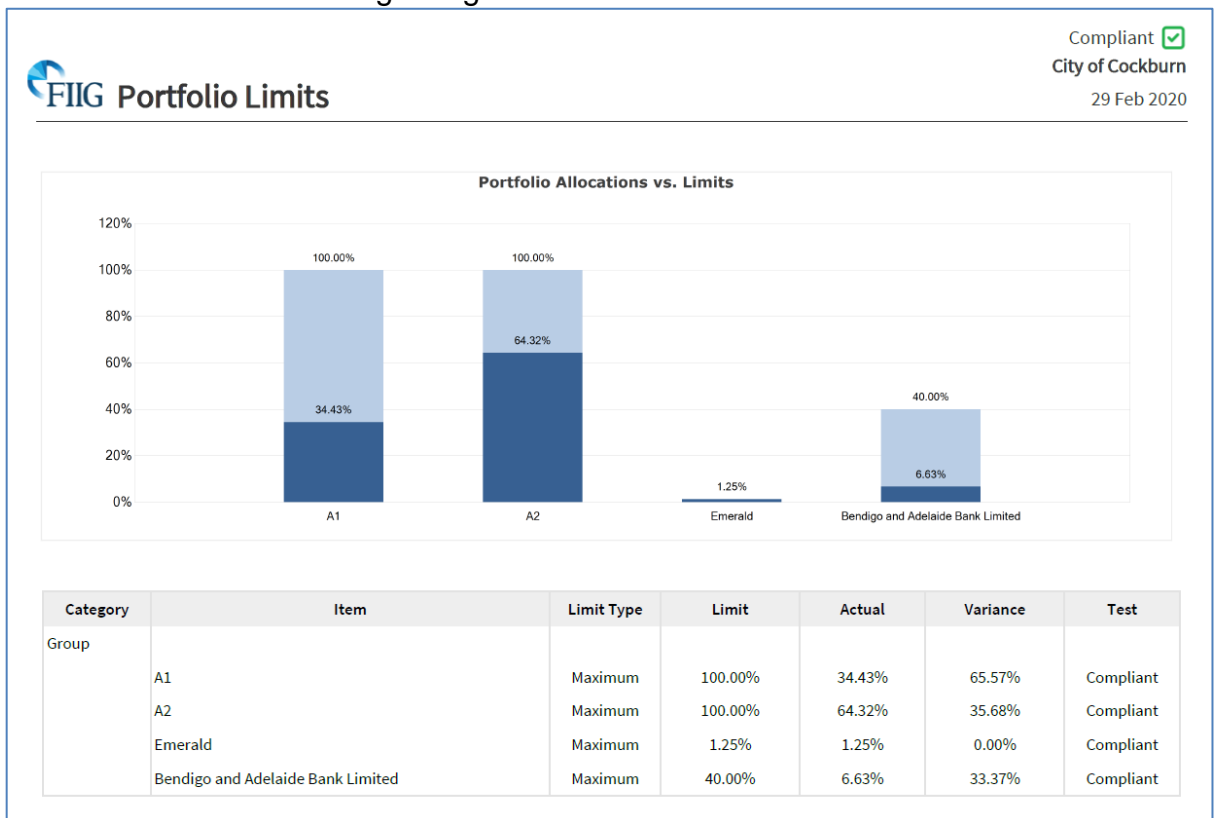 Compliant
City of Cockburn
FIIG Portfolio Limits
29 Feb 2020
Portfolio Allocations vs. Limits
120%
100%
80%
60%
40%
20%
0%
100.00%
34.43%
100.00%
64.32%
1.25%
40.00%
6.63%
A1 A2 Emerald Bendigo and Adelaide Bank Limited
Category Item Limit Type Limit Actual Variance Test
Group
A1 Maximum 100.00% 34.43% 65.57% Compliant
A2 Maximum 100.00% 64.32% 35.68% Compliant
Emerald Maximum 1.25% 1.25% 0.00% Compliant
Bendigo and Adelaide Bank Limited Maximum 40.00% 6.63% 33.37% Compliant